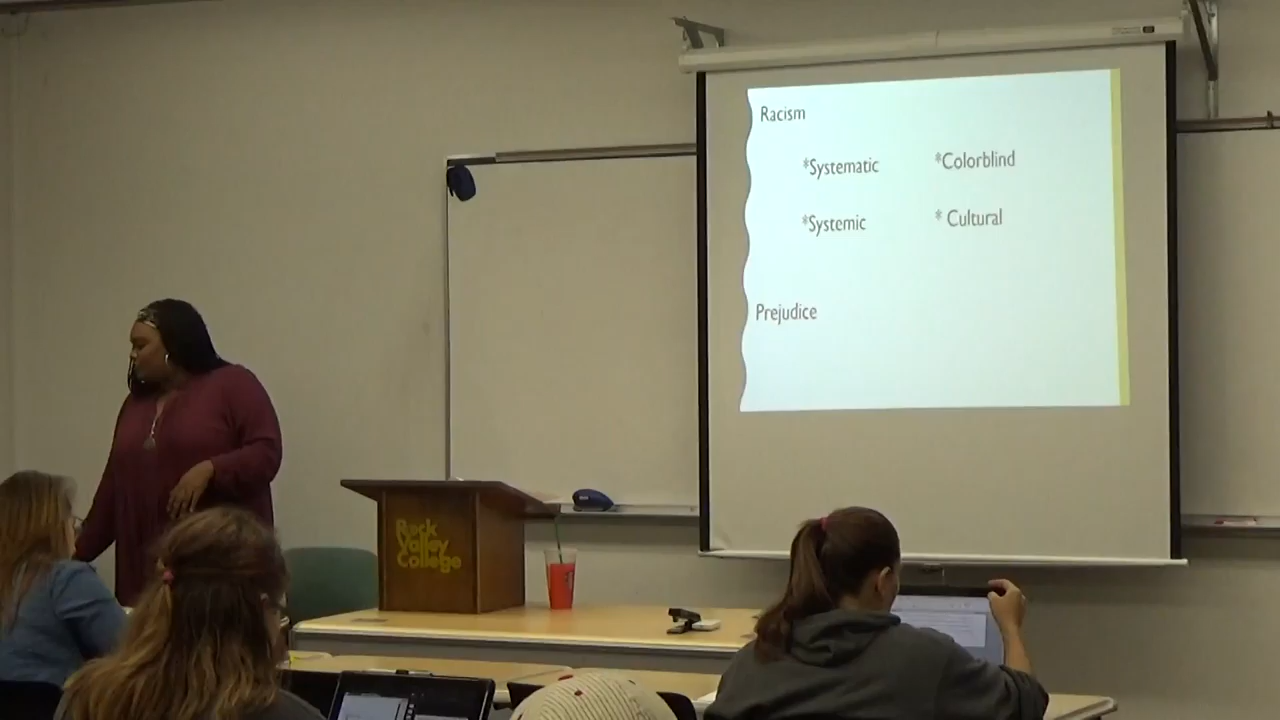 Racism
*Systematic *Colorblind
*Systemic * Cultural
Prejudice
Rock
Valley
College